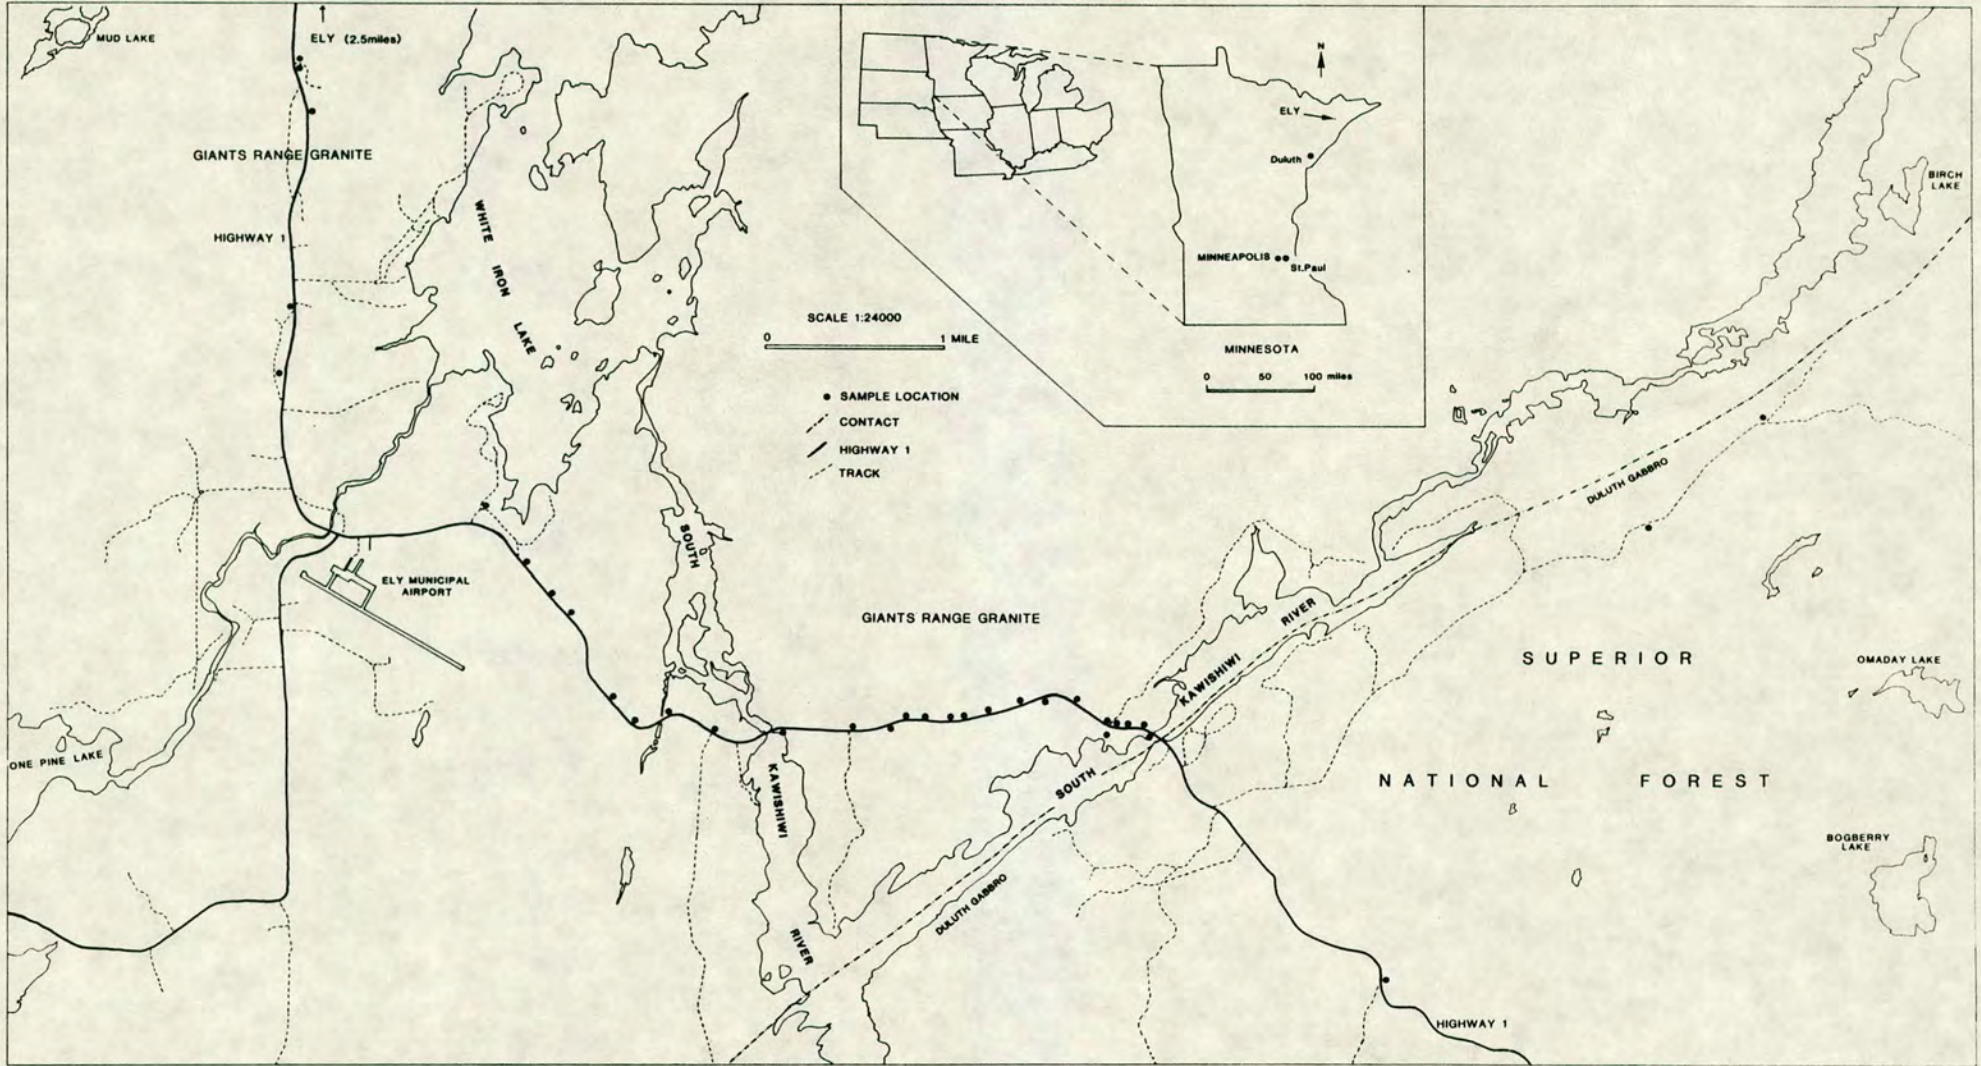 MUD LAKE
ELY (2.5miles)
GIANTS RANGE GRANITE
HIGHWAY 1
WHITE IRON LAKE
SCALE 1:24000
0 1 MILE
SAMPLE LOCATION
CONTACT
HIGHWAY 1
TRACK
N
ELY
Duluth
MINNEAPOLIS
St.Paul
MINNESOTA
0 50 100 miles
BIRCH
LAKE
DULUTH GABBRO
SOUTH
ELY MUNICIPAL
AIRPORT
GIANTS RANGE GRANITE
RIVER
KAWISHIWI
SOUTH
SUPERIOR
NATIONAL FOREST
OMADAY LAKE
BOGBERRY
LAKE
ONE PINE LAKE
KAWISHIWI
RIVER
DULUTH GABBRO
HIGHWAY 1